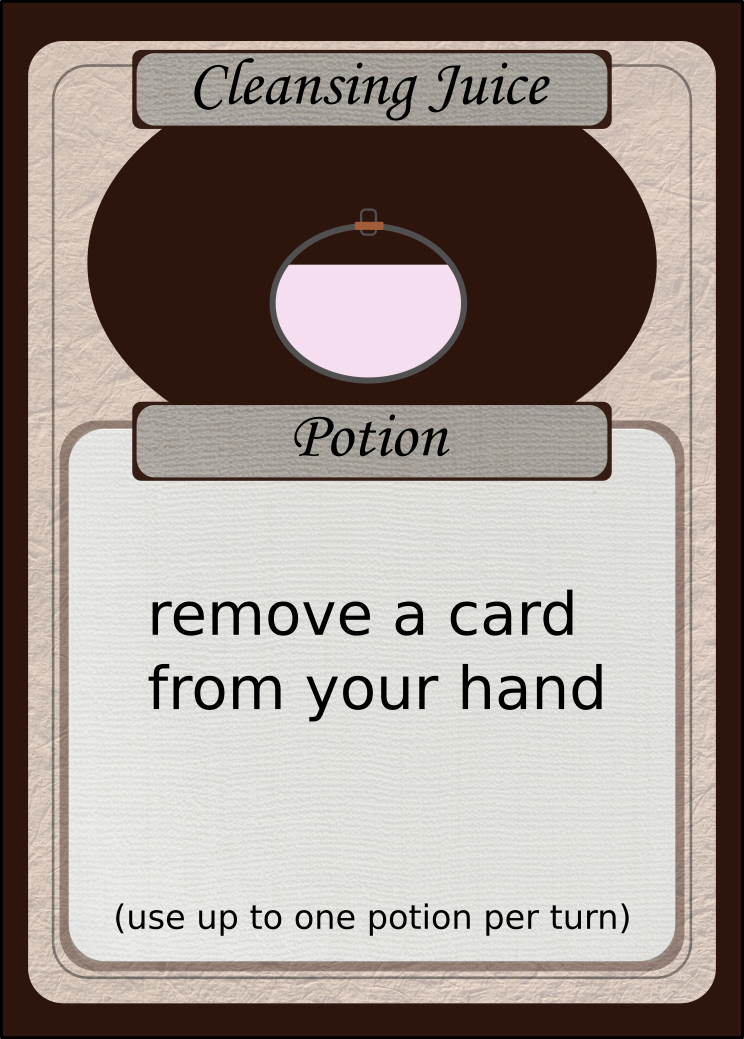 Cleansing Juice
Potion
remove a card
from your hand
(use up to one potion per turn)